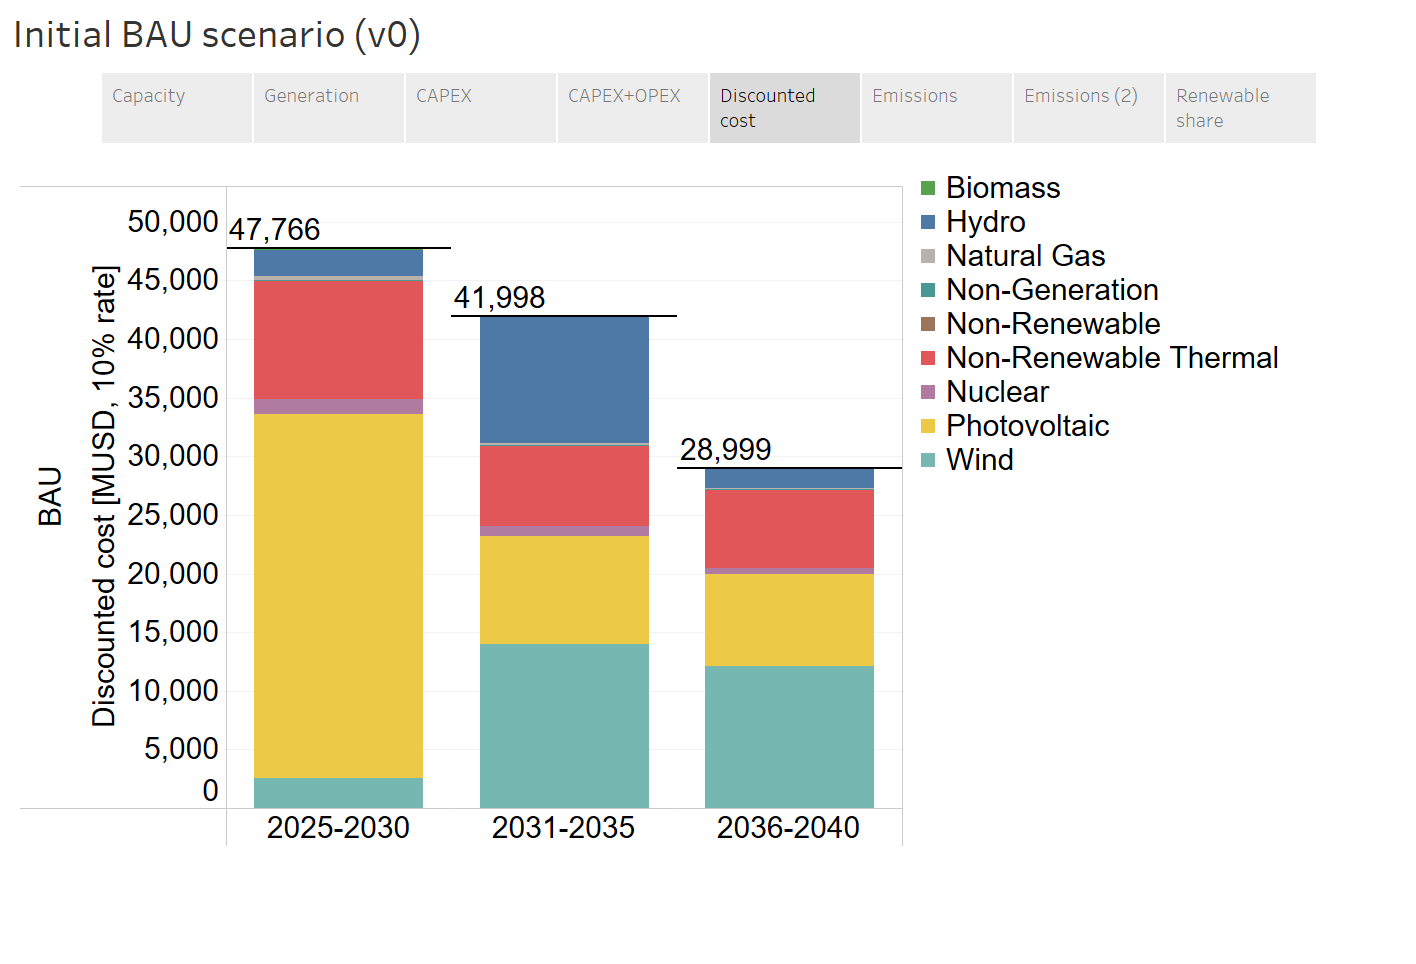 Initial BAU scenario (v0)
Capacity
Generation
CAPEX
CAPEX+OPEX
Discounted
cost
Emissions
Emissions (2)
Renewable
share
BAU
Discounted cost [MUSD, 10% rate]
50,000
45,000
40,000
35,000
30,000
25,000
20,000
15,000
10,000
5,000
0
47,766
41,998
28,999
2025-2030
2031-2035
2036-2040
Biomass
Hydro
Natural Gas
Non-Generation
Non-Renewable
Non-Renewable Thermal
Nuclear
Photovoltaic
Wind